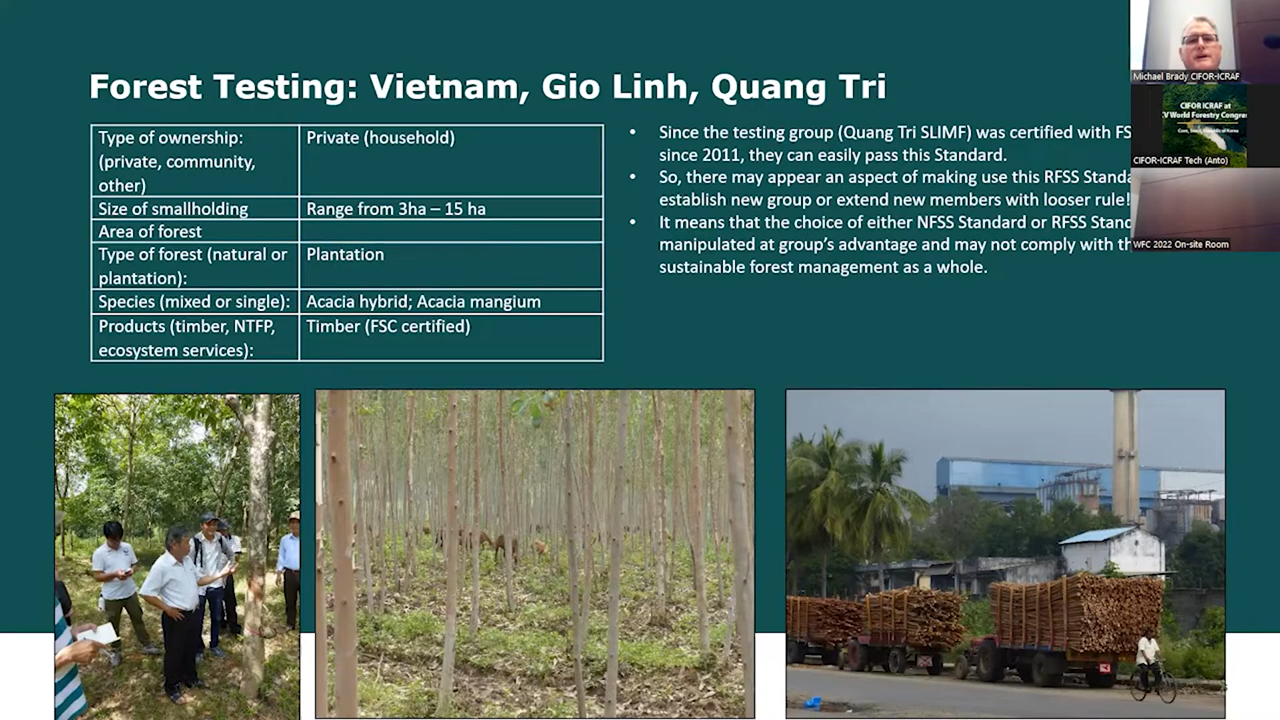 Forest Testing: Vietnam, Gio Linh, Quang Tri
Type of ownership: Private (household)
(private, community,
other)
Size of smallholding Range from 3ha – 15 ha
Area of forest
Type of forest (natural or Plantation
plantation):
Species (mixed or single): Acacia hybrid; Acacia mangium
Products (timber, NTFP, Timber (FSC certified)
ecosystem services):
• Since the testing group (Quang Tri SLIMF) was certified with FS
since 2011, they can easily pass this Standard.
• So, there may appear an aspect of making use this RFSS Standa
establish new group or extend new members with looser rule!
• It means that the choice of either NFSS Standard or RFSS Stand
manipulated at group's advantage and may not comply with th
sustainable forest management as a whole.
Michael Brady CIFOR-ICRAF
CIFOR ICRAF at
V World Forestry Congres
CIFOR-ICRAF Tech (Anto)
WFC 2022 On-site Room